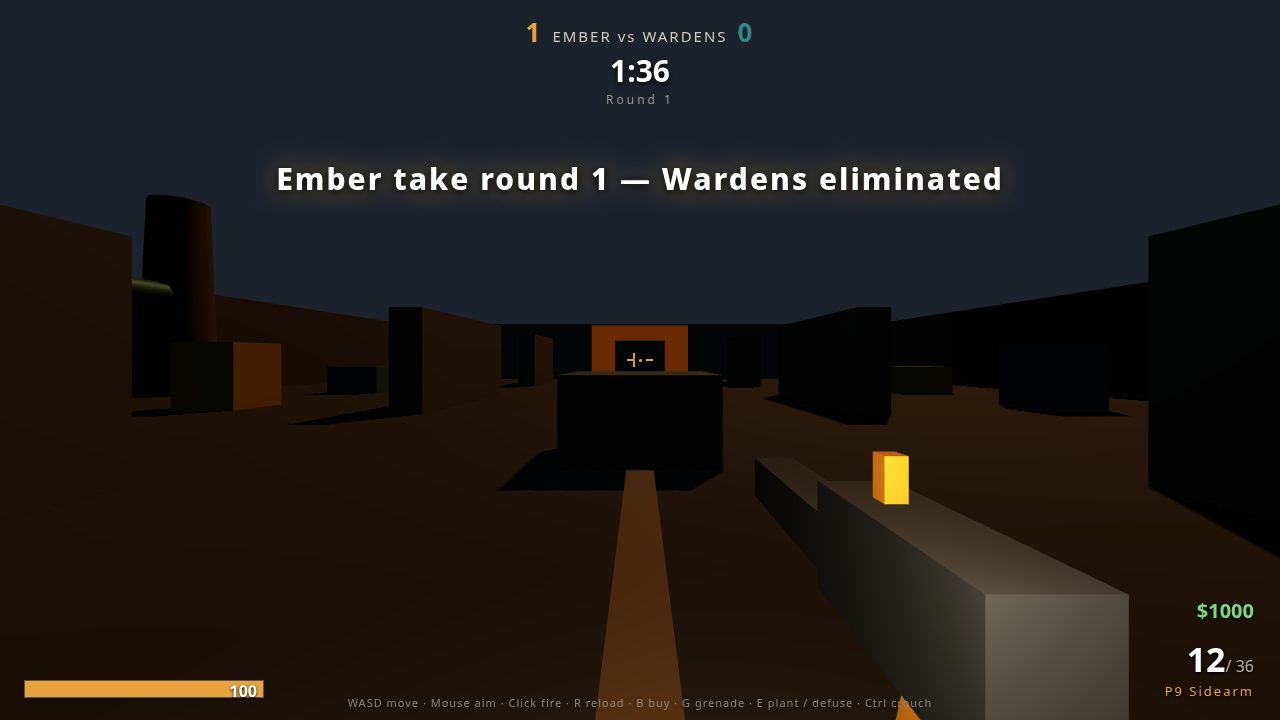 1 EMBER vs WARDENS 0
1:36
Round 1
Ember take round 1 — Wardens eliminated
$1000
12 / 36
P9 Sidearm
100
WASD move · Mouse aim · Click fire · R reload · B buy · G grenade · E plant / defuse · Ctrl crouch